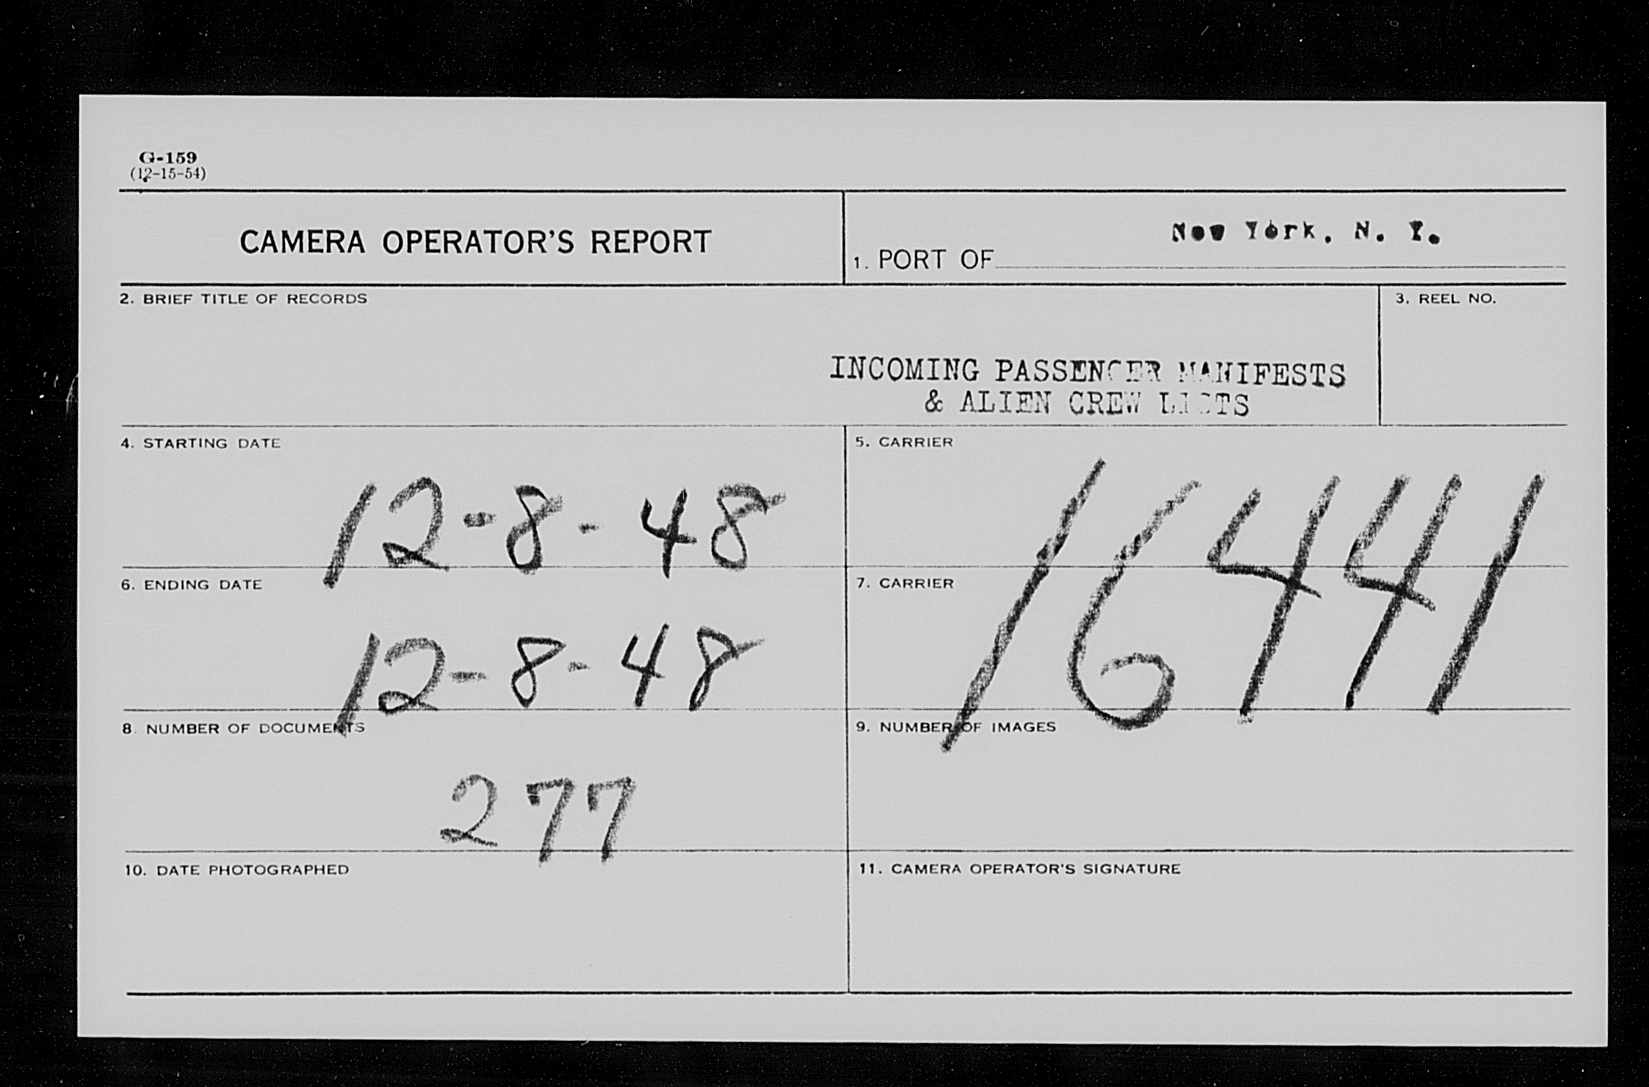 G-159
(12-15-54)
CAMERA OPERATOR'S REPORT
1. PORT OF New York, N. Y.
2. BRIEF TITLE OF RECORDS
3. REEL NO.
INCOMING PASSENGER MANIFESTS
& ALIEN CREW LISTS
4. STARTING DATE
12-8-48
5. CARRIER
16441
6. ENDING DATE
12-8-48
7. CARRIER
8. NUMBER OF DOCUMENTS
277
9. NUMBER OF IMAGES
10. DATE PHOTOGRAPHED
11. CAMERA OPERATOR'S SIGNATURE